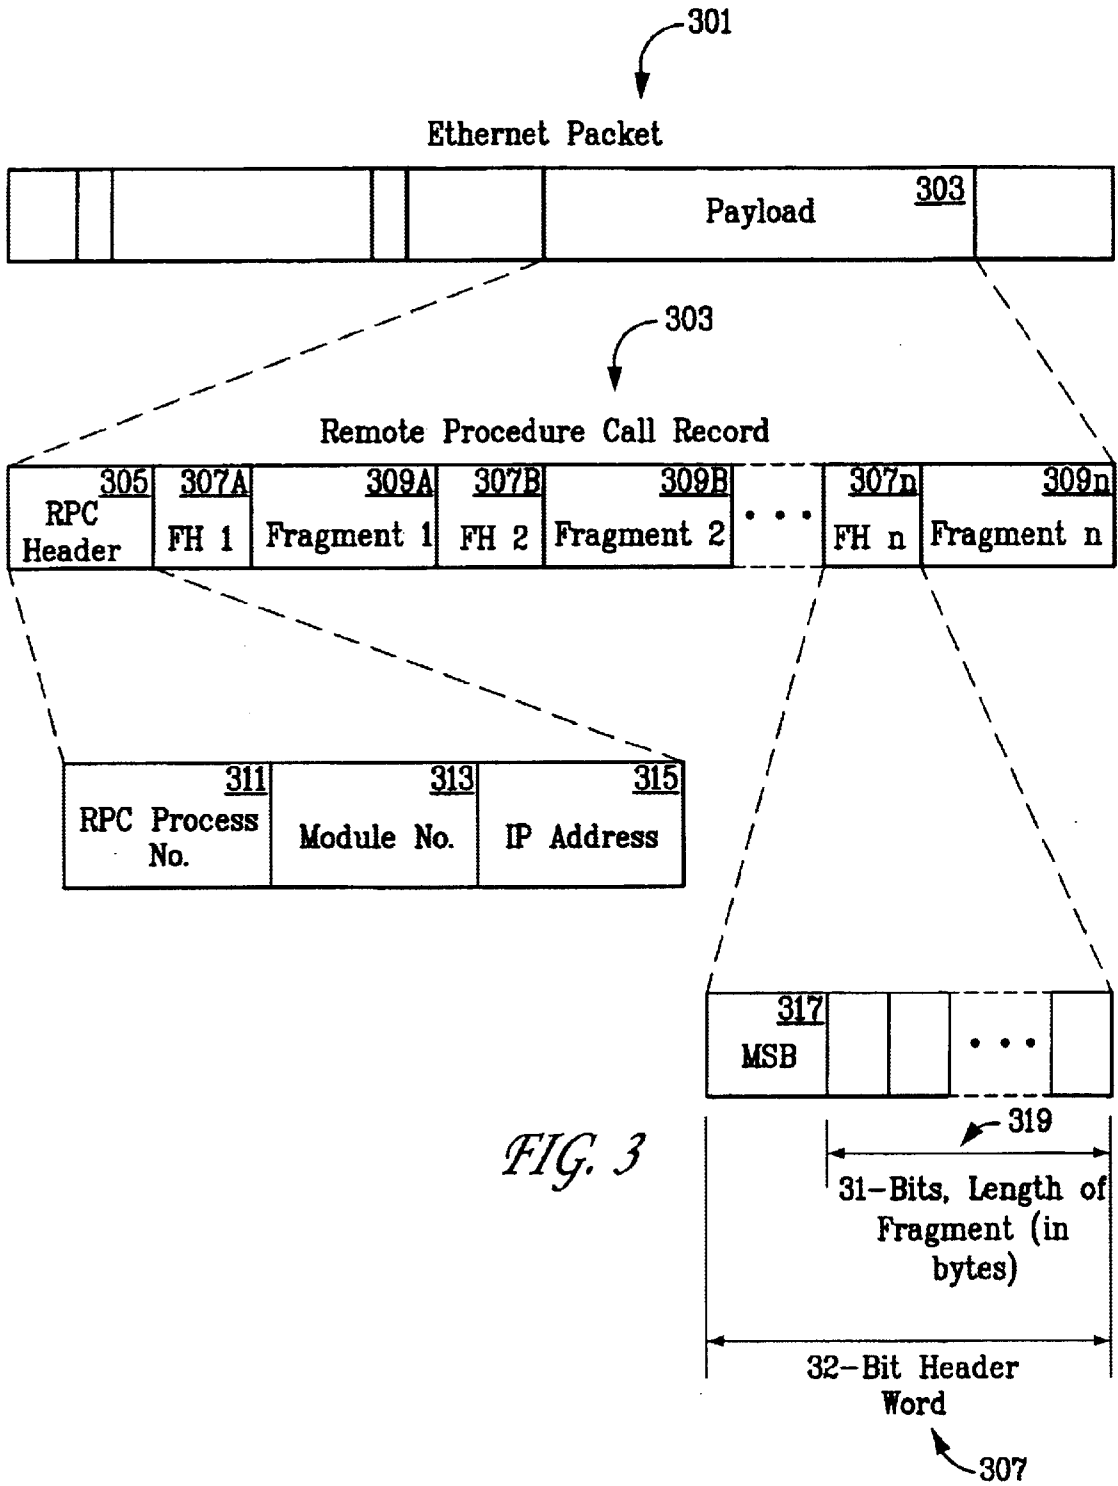 301
Ethernet Packet
303
Payload
303
Remote Procedure Call Record
305
RPC
Header
307A
FH 1
309A
Fragment 1
307B
FH 2
309B
Fragment 2
• • •
307n
FH n
309n
Fragment n
311
RPC Process
No.
313
Module No.
315
IP Address
317
MSB
• • •
319
31-Bits, Length of
Fragment (in
bytes)
32-Bit Header
Word
307
FIG. 3